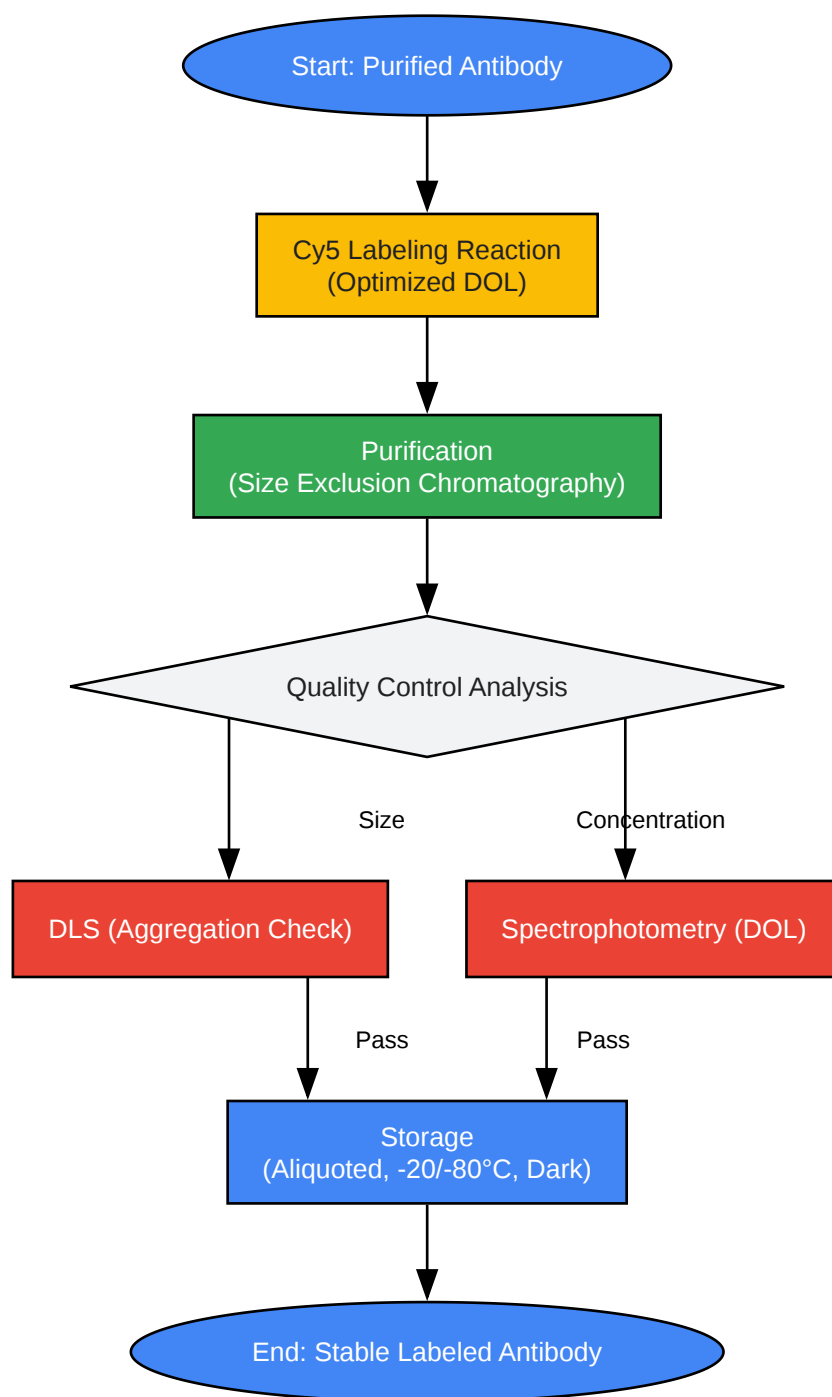 Start: Purified Antibody
Cy5 Labeling Reaction
(Optimized DOL)
Purification
(Size Exclusion Chromatography)
Quality Control Analysis
Size
Concentration
DLS (Aggregation Check)
Spectrophotometry (DOL)
Pass
Pass
Storage
(Aliquoted, -20/-80°C, Dark)
End: Stable Labeled Antibody